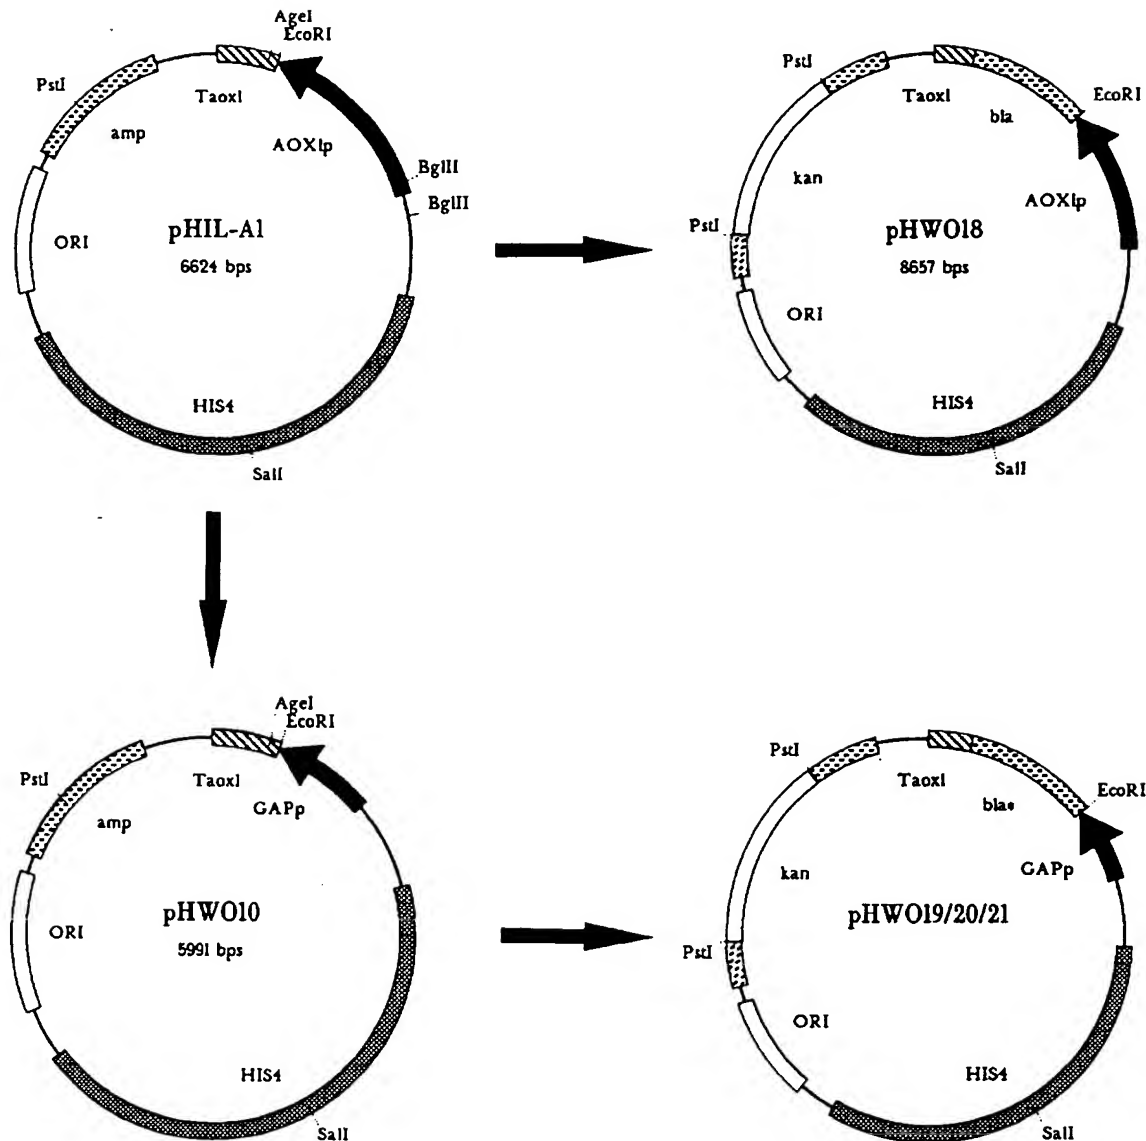 AgeI
EcoRI
PstI
TaoxI
amp
AOXIp
BglII
BglII
ORI
pHIL-A1
6624 bps
HIS4
SalI
PstI
TaoxI
bla
EcoRI
kan
AOXIp
PstI
pHWO18
8657 bps
ORI
HIS4
SalI
AgeI
EcoRI
PstI
TaoxI
GAPp
amp
pHWO10
5991 bps
ORI
HIS4
SalI
PstI
TaoxI
bla*
EcoRI
kan
GAPp
pHWO19/20/21
PstI
ORI
HIS4
SalI